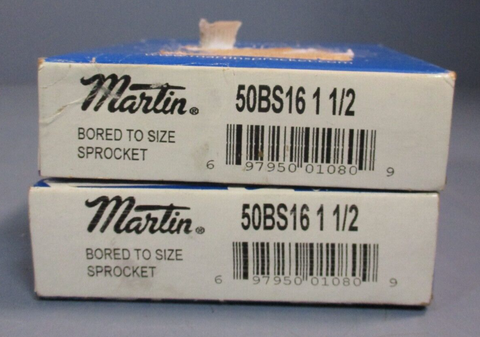 Martin®
50BS16 1 1/2
BORED TO SIZE
SPROCKET
6 97950 01080 9
Martin®
50BS16 1 1/2
BORED TO SIZE
SPROCKET
6 97950 01080 9